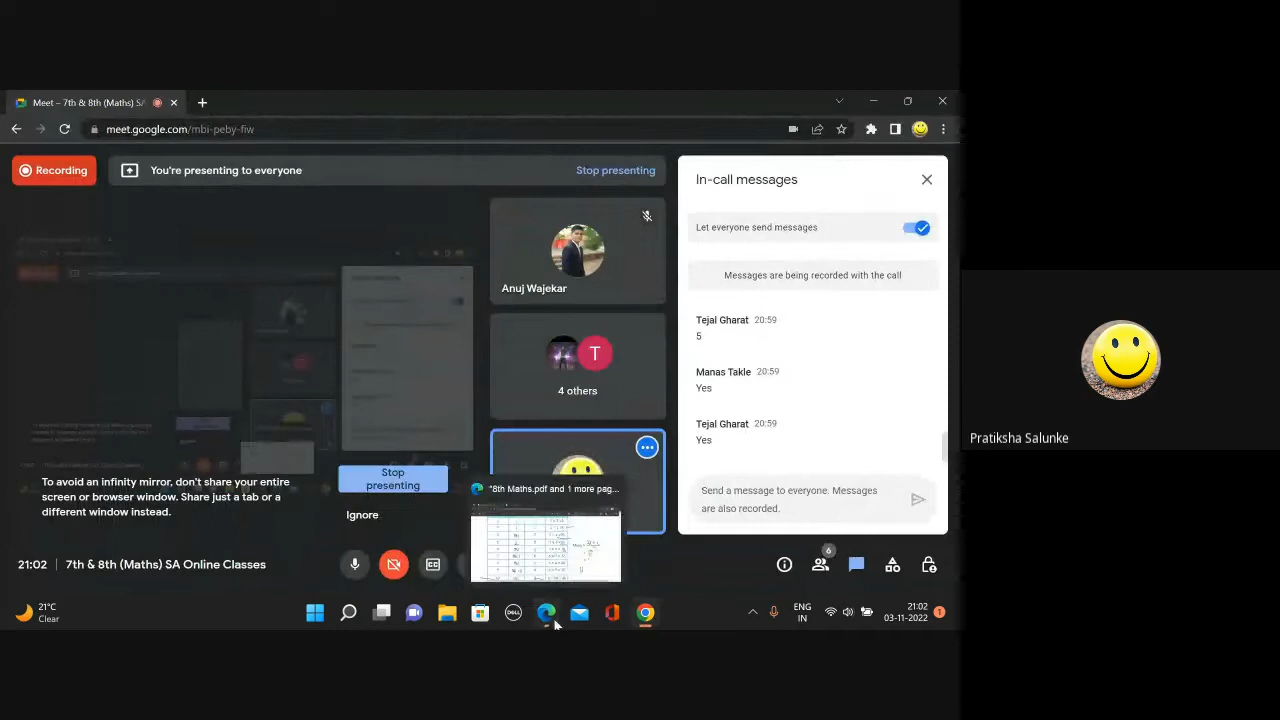 Meet – 7th & 8th (Maths) SA
meet.google.com/mbi-peby-fiw
Recording
You're presenting to everyone
Stop presenting
In-call messages
Let everyone send messages
Messages are being recorded with the call
Anuj Wajekar
Tejal Gharat 20:59
5
Manas Takle 20:59
Yes
T
4 others
Tejal Gharat 20:59
Yes
To avoid an infinity mirror, don't share your entire
screen or browser window. Share just a tab or a
different window instead.
Stop
presenting
Ignore
"8th Maths.pdf and 1 more pag...
Send a message to everyone. Messages
are also recorded.
21:02 7th & 8th (Maths) SA Online Classes
CC
6
21°C
Clear
DELL
ENG
IN
21:02
03-11-2022
1
Pratiksha Salunke